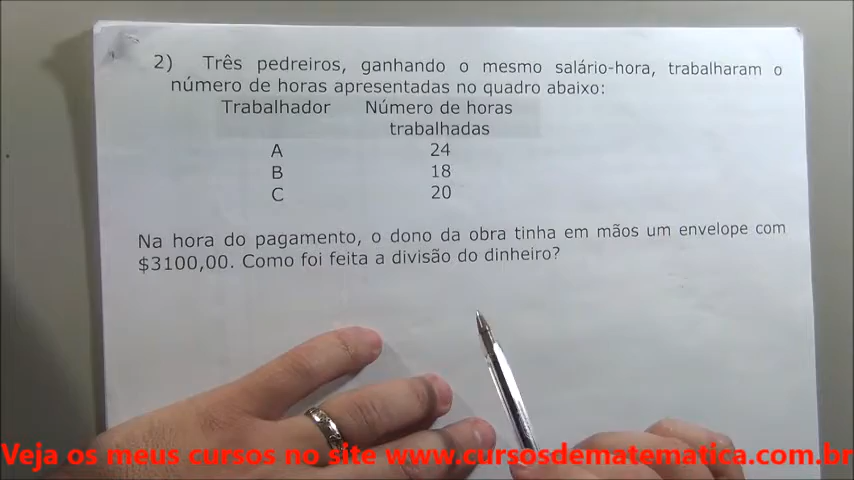 2) Três pedreiros, ganhando o mesmo salário-hora, trabalharam o
número de horas apresentadas no quadro abaixo:
Trabalhador Número de horas
trabalhadas
A 24
B 18
C 20
Na hora do pagamento, o dono da obra tinha em mãos um envelope com
$3100,00. Como foi feita a divisão do dinheiro?
Veja os meus cursos no site www.cursosdematematica.com.br